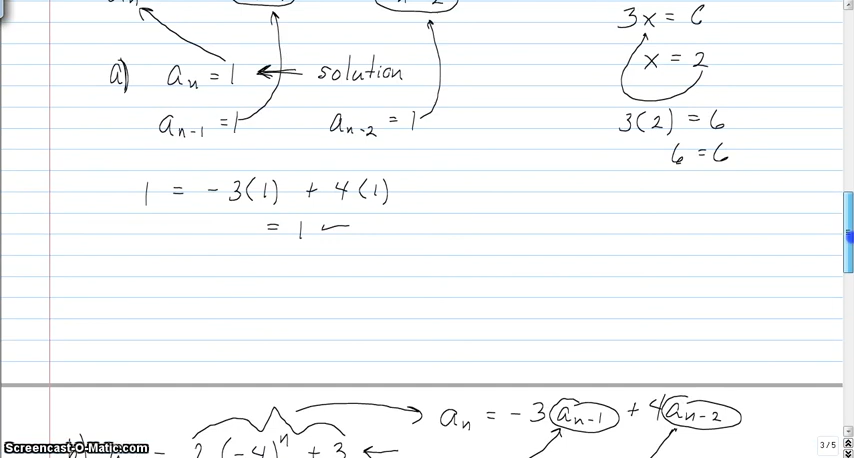 a) aₙ = 1 ← solution
aₙ₋₁ = 1 aₙ₋₂ = 1
1 = -3(1) + 4(1)
= 1 ✓
3x = 6
x = 2
3(2) = 6
6 = 6
aₙ = -3aₙ₋₁ + 4aₙ₋₂
2(-4)ⁿ + 3 ←
3/5
Screencast-O-Matic.com